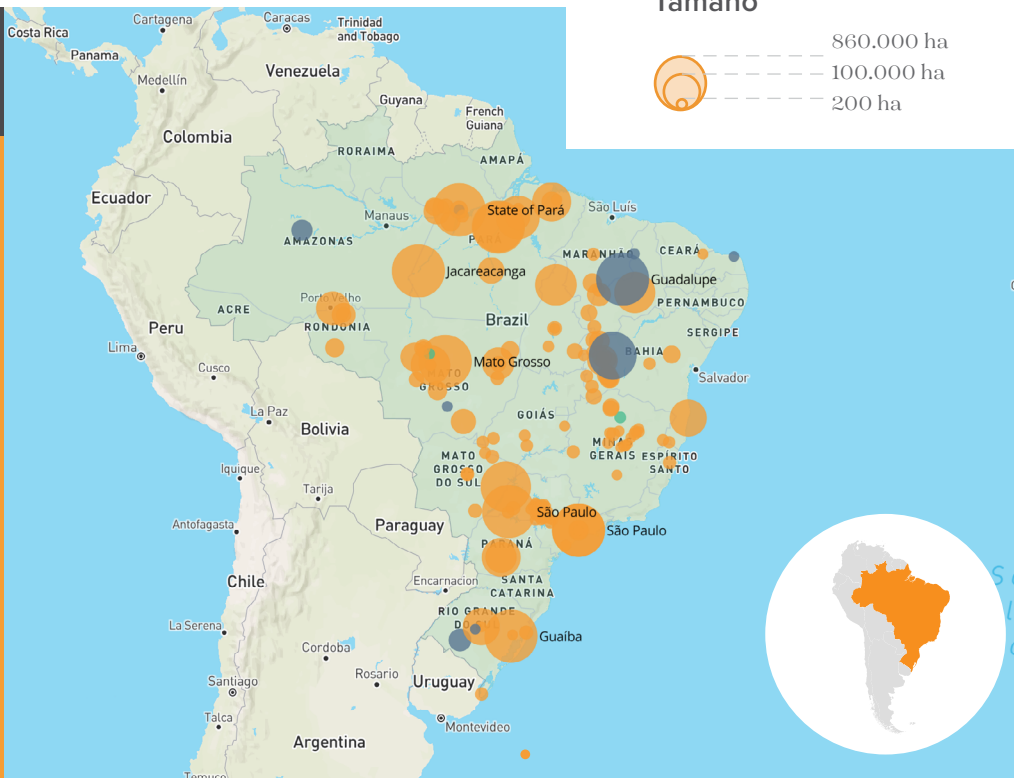 Tamaño
860.000 ha
100.000 ha
200 ha
Costa Rica
Panama
Cartagena
Caracas
Trinidad
and Tobago
Medellín
Venezuela
Guyana
French
Guiana
Colombia
RORAIMA
AMAPÁ
Ecuador
Manaus
State of Pará
São Luís
AMAZONAS
MARANHÃO
CEARÁ
Jacareacanga
Guadalupe
Porto Velho
ACRE
RONDÔNIA
PERNAMBUCO
Peru
Brazil
SERGIPE
Lima
Cusco
Mato Grosso
MATO
GROSSO
BAHIA
Salvador
La Paz
Bolivia
GOIÁS
MINAS
GERAIS
ESPÍRITO
SANTO
Iquique
Tarija
MATO
GROSSO
DO SUL
Antofagasta
Paraguay
São Paulo
São Paulo
PARANÁ
Chile
Encarnacion
SANTA
CATARINA
La Serena
RIO GRANDE
DO SUL
Guaíba
Cordoba
Rosario
Santiago
Uruguay
Talca
Montevideo
Argentina
Temuco